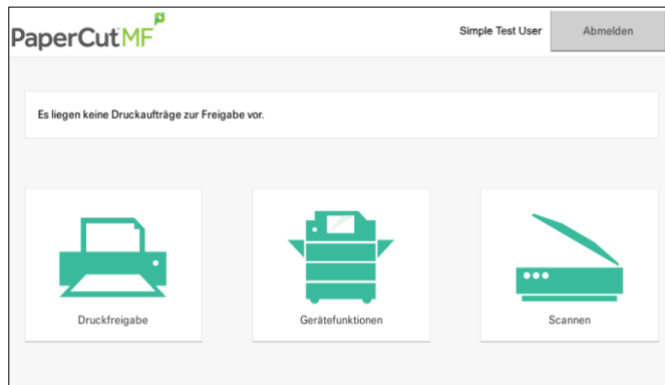 PaperCut MF
Simple Test User
Abmelden
Es liegen keine Druckaufträge zur Freigabe vor.
Druckfreigabe
Gerätefunktionen
Scannen